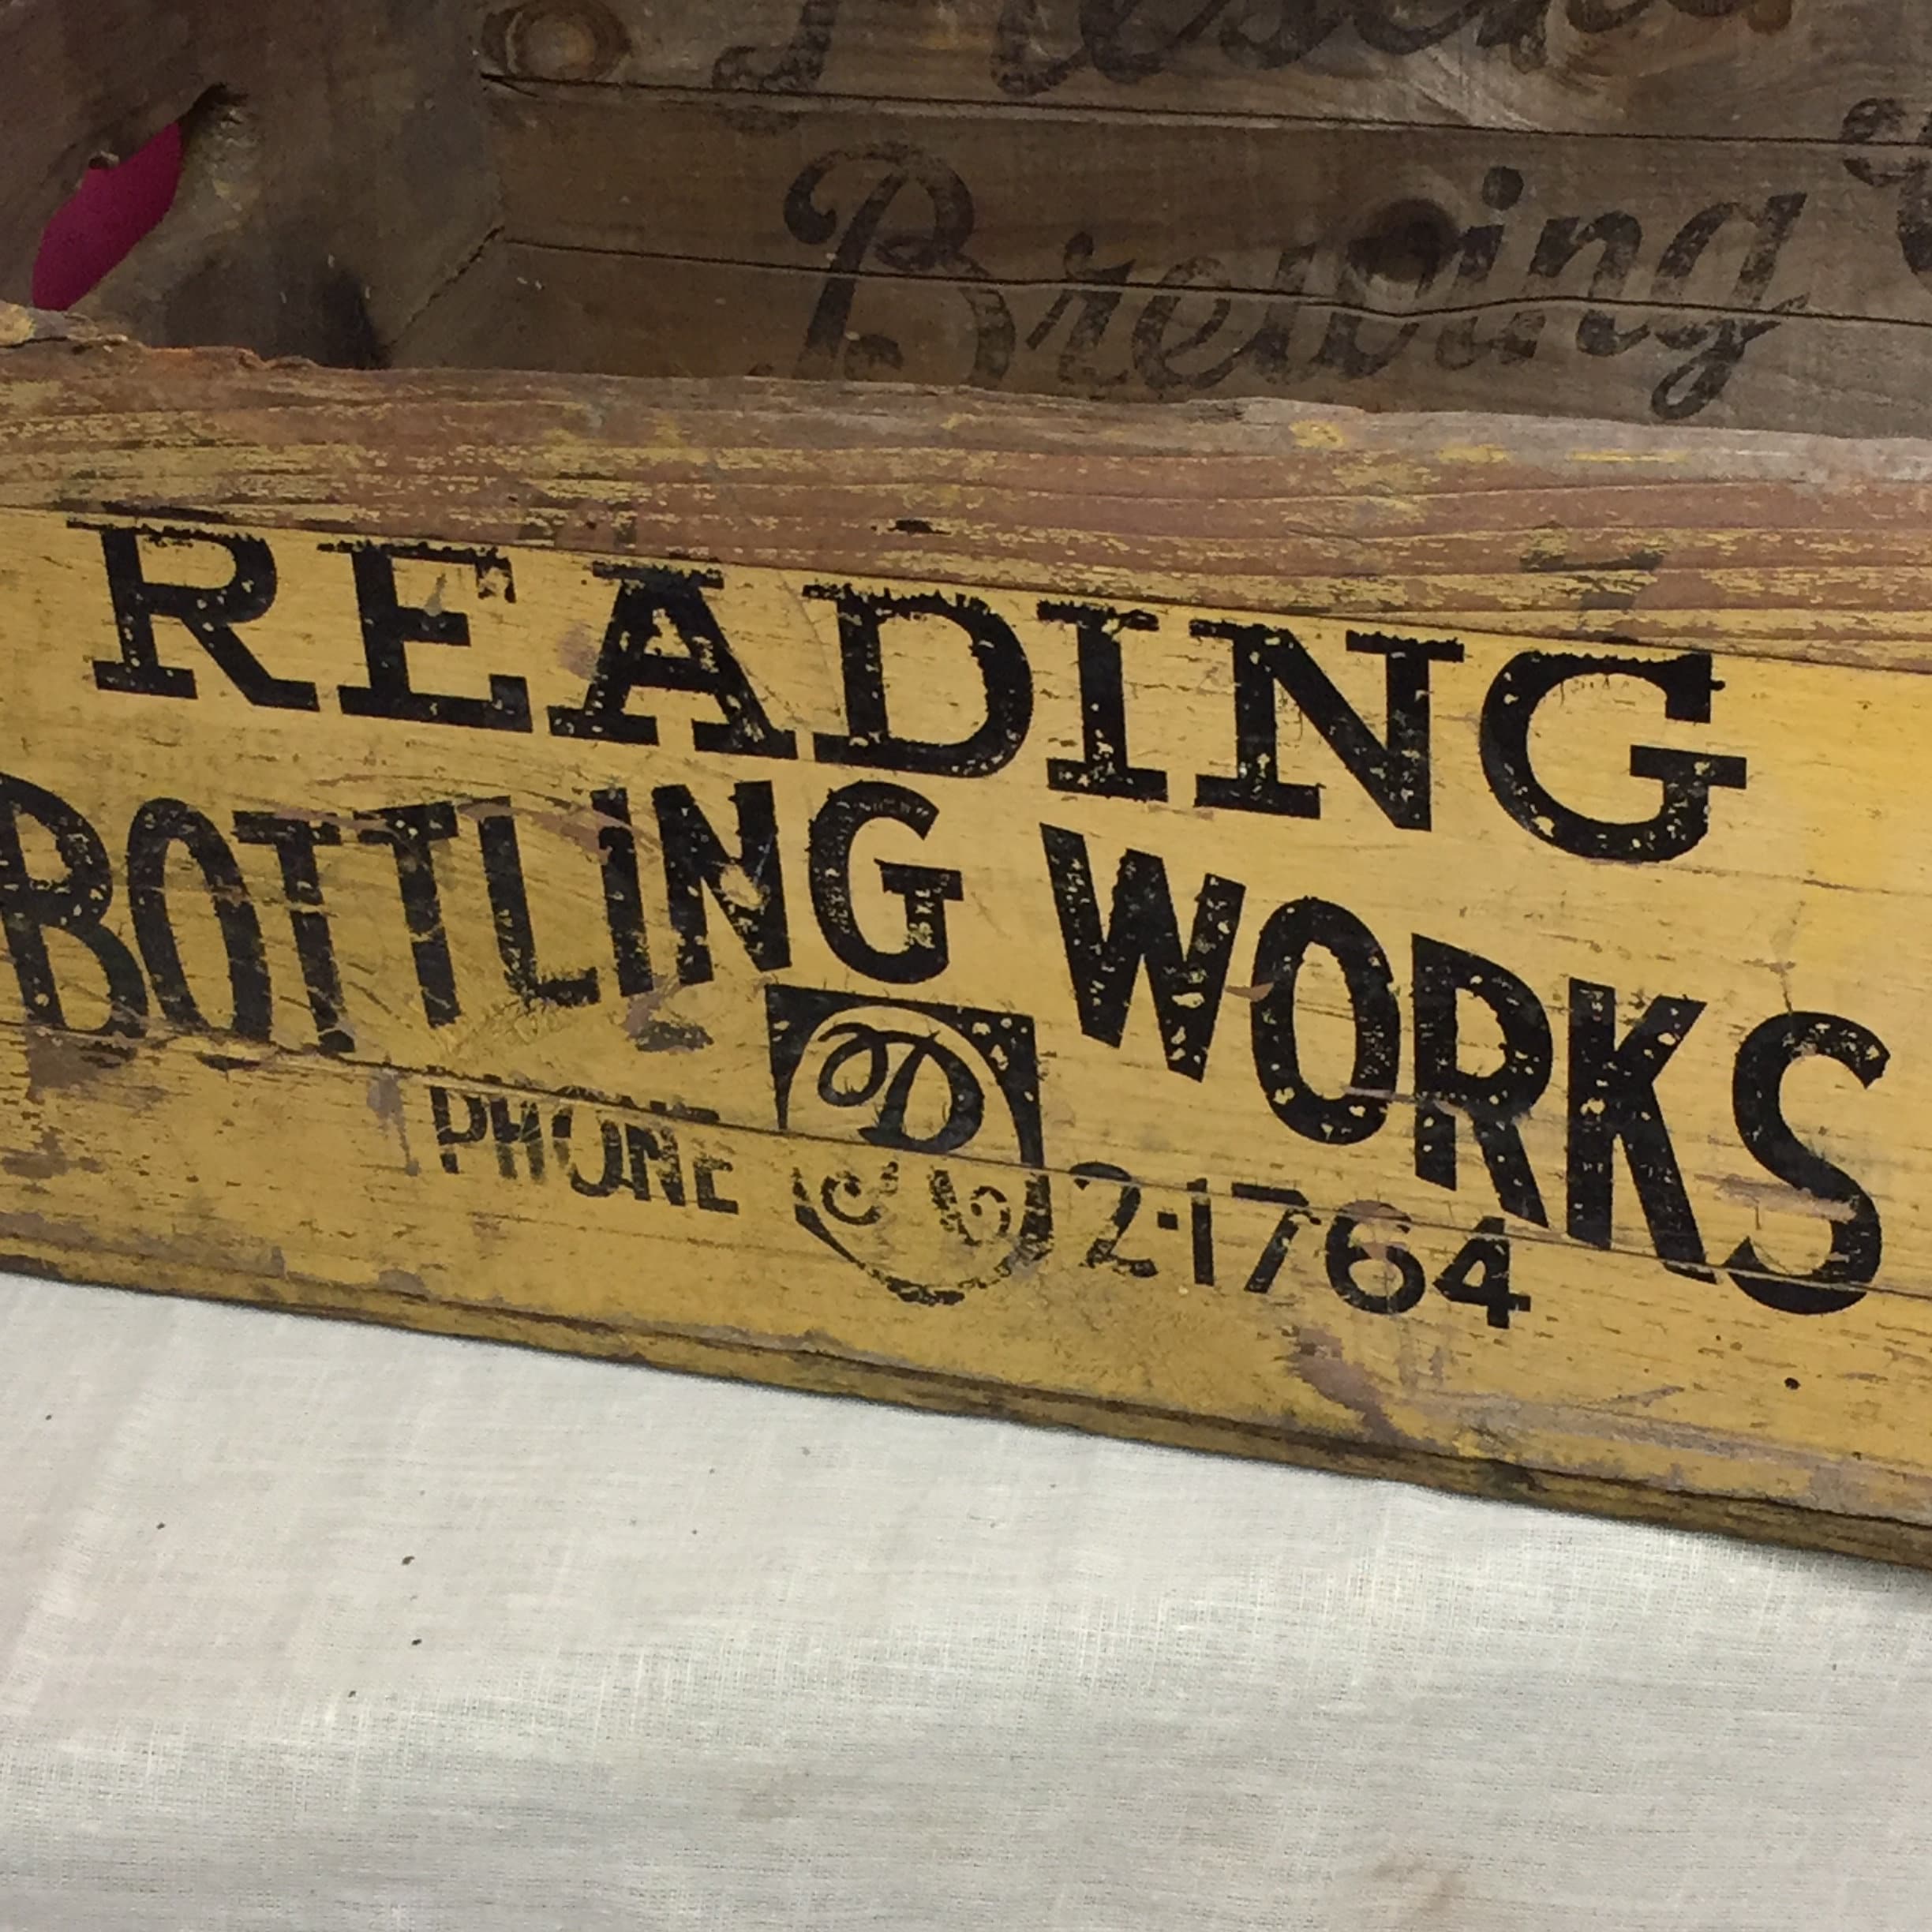 Brewing
READING
BOTTLING WORKS
PHONE D 2-1764